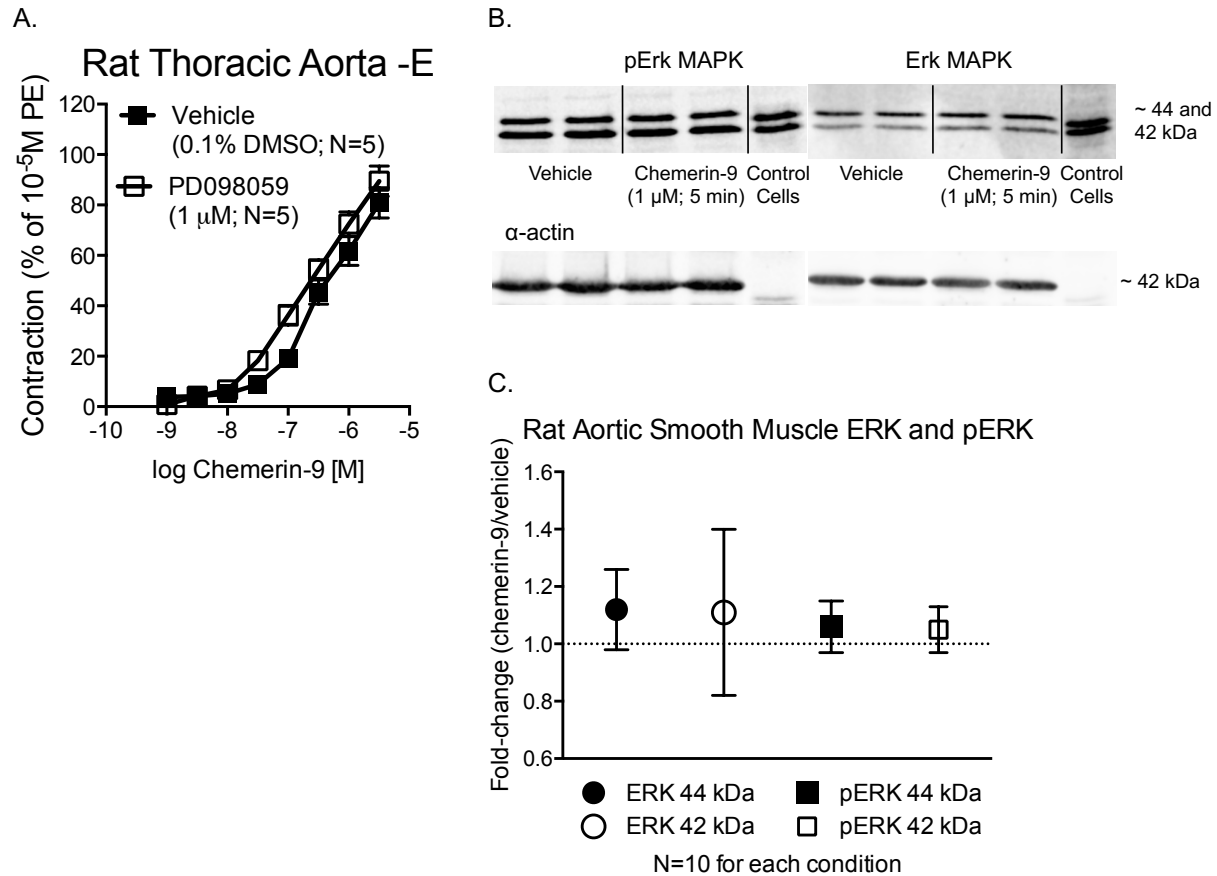 A.
Rat Thoracic Aorta -E
Contraction (% of 10⁻⁵M PE)
120
100
80
60
40
20
0
Vehicle
(0.1% DMSO; N=5)
PD098059
(1 μM; N=5)
-10 -9 -8 -7 -6 -5
log Chemerin-9 [M]
B.
pErk MAPK Erk MAPK
~ 44 and
42 kDa
Vehicle Chemerin-9 Control Vehicle Chemerin-9 Control
(1 μM; 5 min) Cells (1 μM; 5 min) Cells
α-actin
~ 42 kDa
C.
Rat Aortic Smooth Muscle ERK and pERK
Fold-change (chemerin-9/vehicle)
1.6
1.4
1.2
1.0
0.8
0.6
ERK 44 kDa pERK 44 kDa
ERK 42 kDa pERK 42 kDa
N=10 for each condition